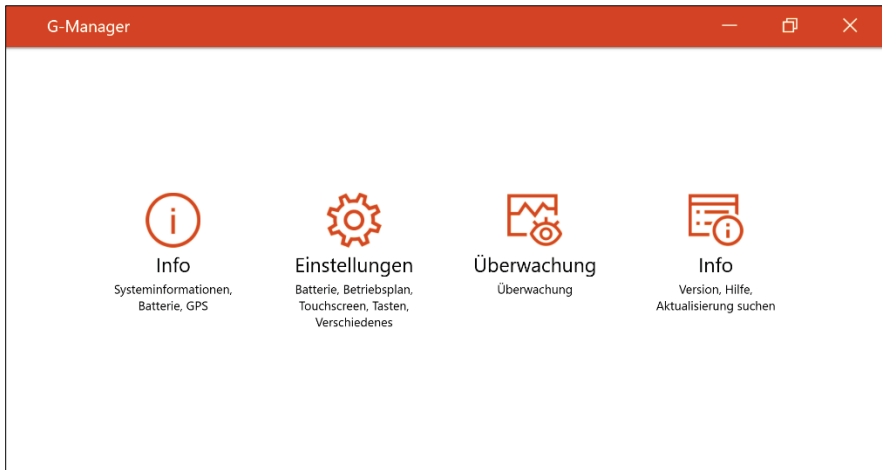 G-Manager
Info
Systeminformationen,
Batterie, GPS
Einstellungen
Batterie, Betriebsplan,
Touchscreen, Tasten,
Verschiedenes
Überwachung
Überwachung
Info
Version, Hilfe,
Aktualisierung suchen